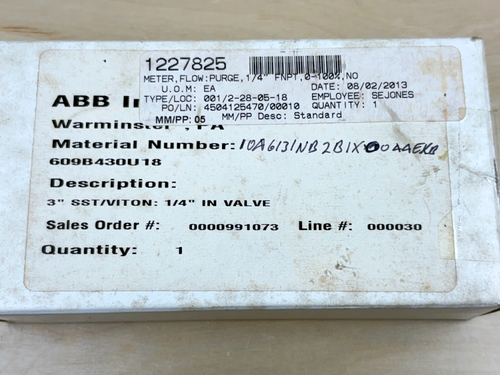 1227825
METER,FLOW:PURGE,1/4" FNPT,0-100%,NO
U.O.M: EA DATE: 08/02/2013
TYPE/LOC: 001/2-28-05-18 EMPLOYEE: SEJONES
PO/LN: 4504125470/00010 QUANTITY: 1
MM/PP: 05 MM/PP Desc: Standard
ABB
Warminster, PA
Material Number:
609B430U18
3" SST/VITON: 1/4" IN VALVE
Sales Order #: 0000991073 Line #: 000030
Quantity: 1